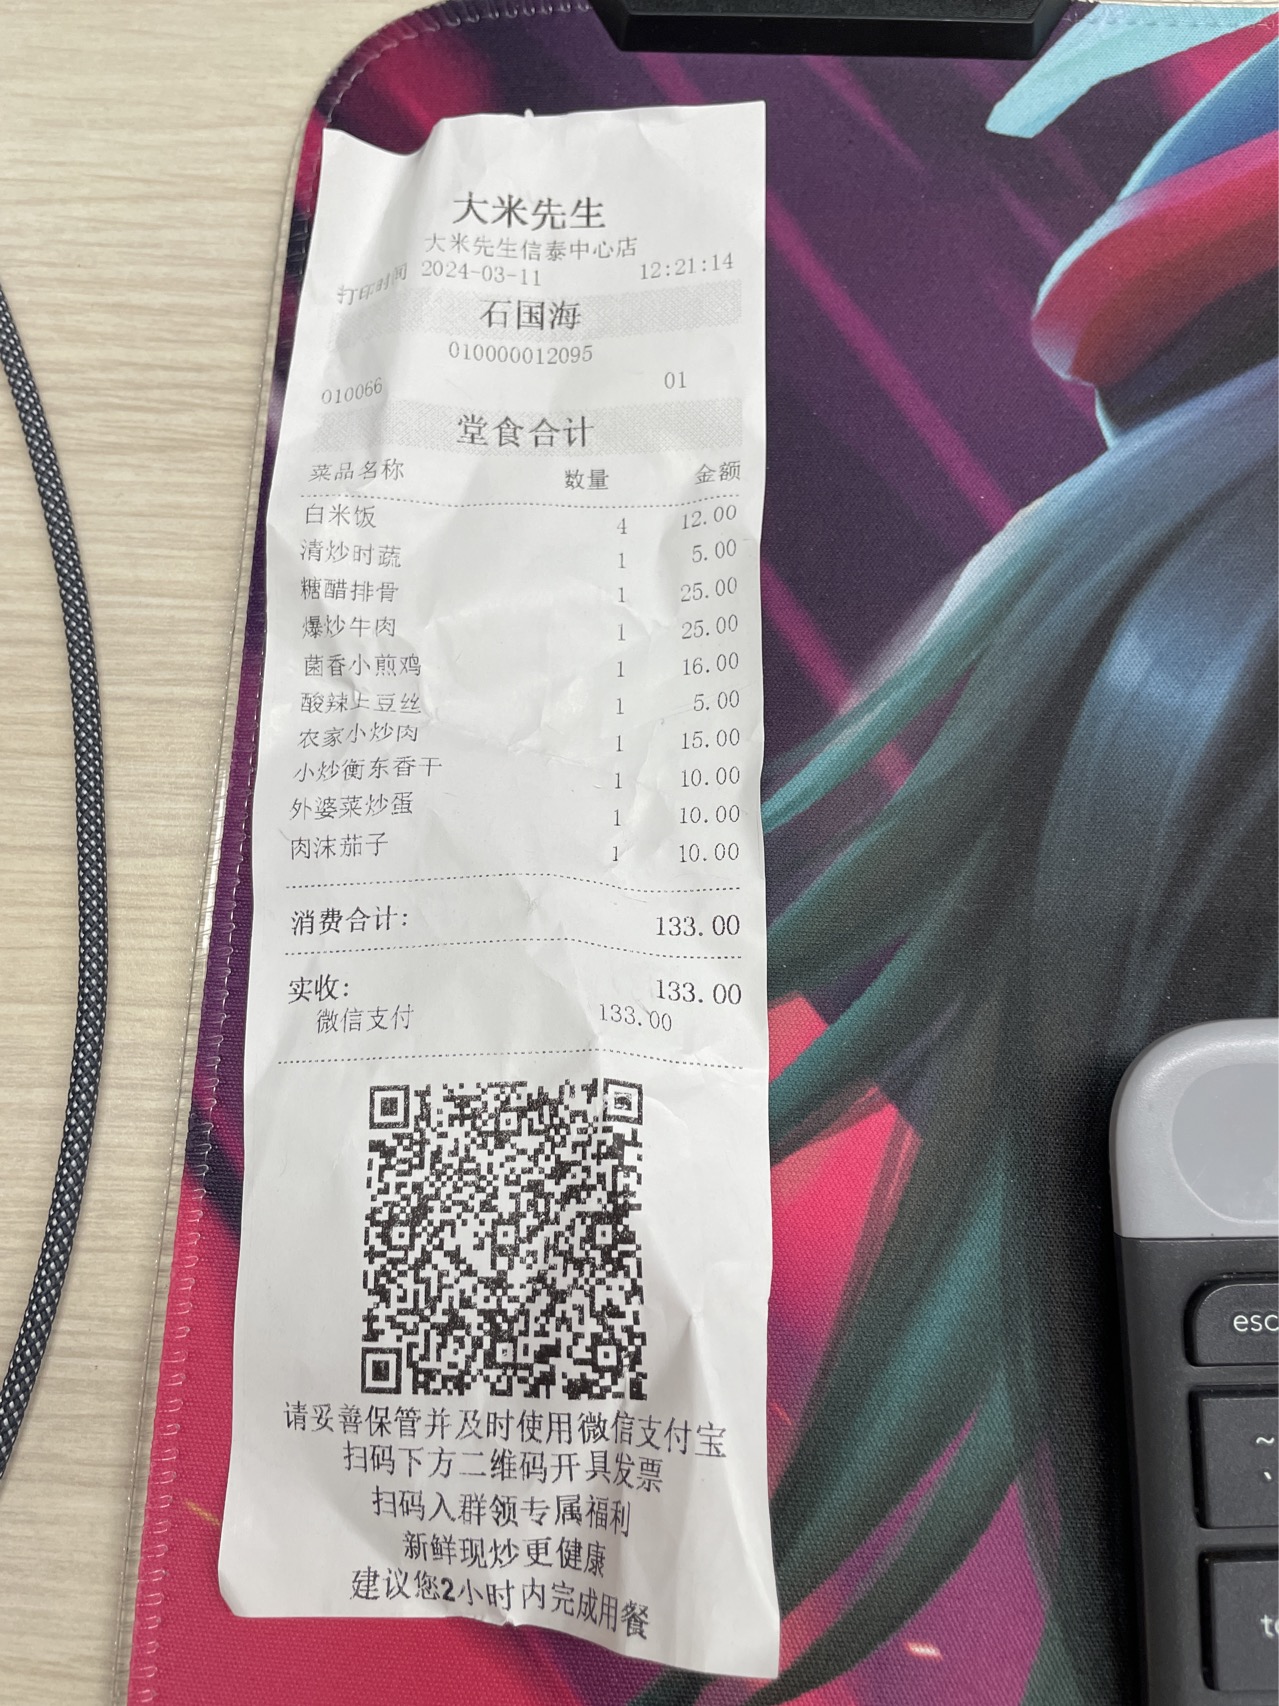 大米先生
大米先生信泰中心店
打印时间 2024-03-11 12:21:14
石国海
010000012095
010066 01
堂食合计
菜品名称 数量 金额
白米饭 4 12.00
清炒时蔬 1 5.00
糖醋排骨 1 25.00
爆炒牛肉 1 25.00
菌香小煎鸡 1 16.00
酸辣土豆丝 1 5.00
农家小炒肉 1 15.00
小炒衡东香干 1 10.00
外婆菜炒蛋 1 10.00
肉沫茄子 1 10.00
消费合计: 133.00
实收: 133.00
微信支付 133.00
请妥善保管并及时使用微信支付宝
扫码下方二维码开具发票
扫码入群领专属福利
新鲜现炒更健康
建议您2小时内完成用餐
esc
~